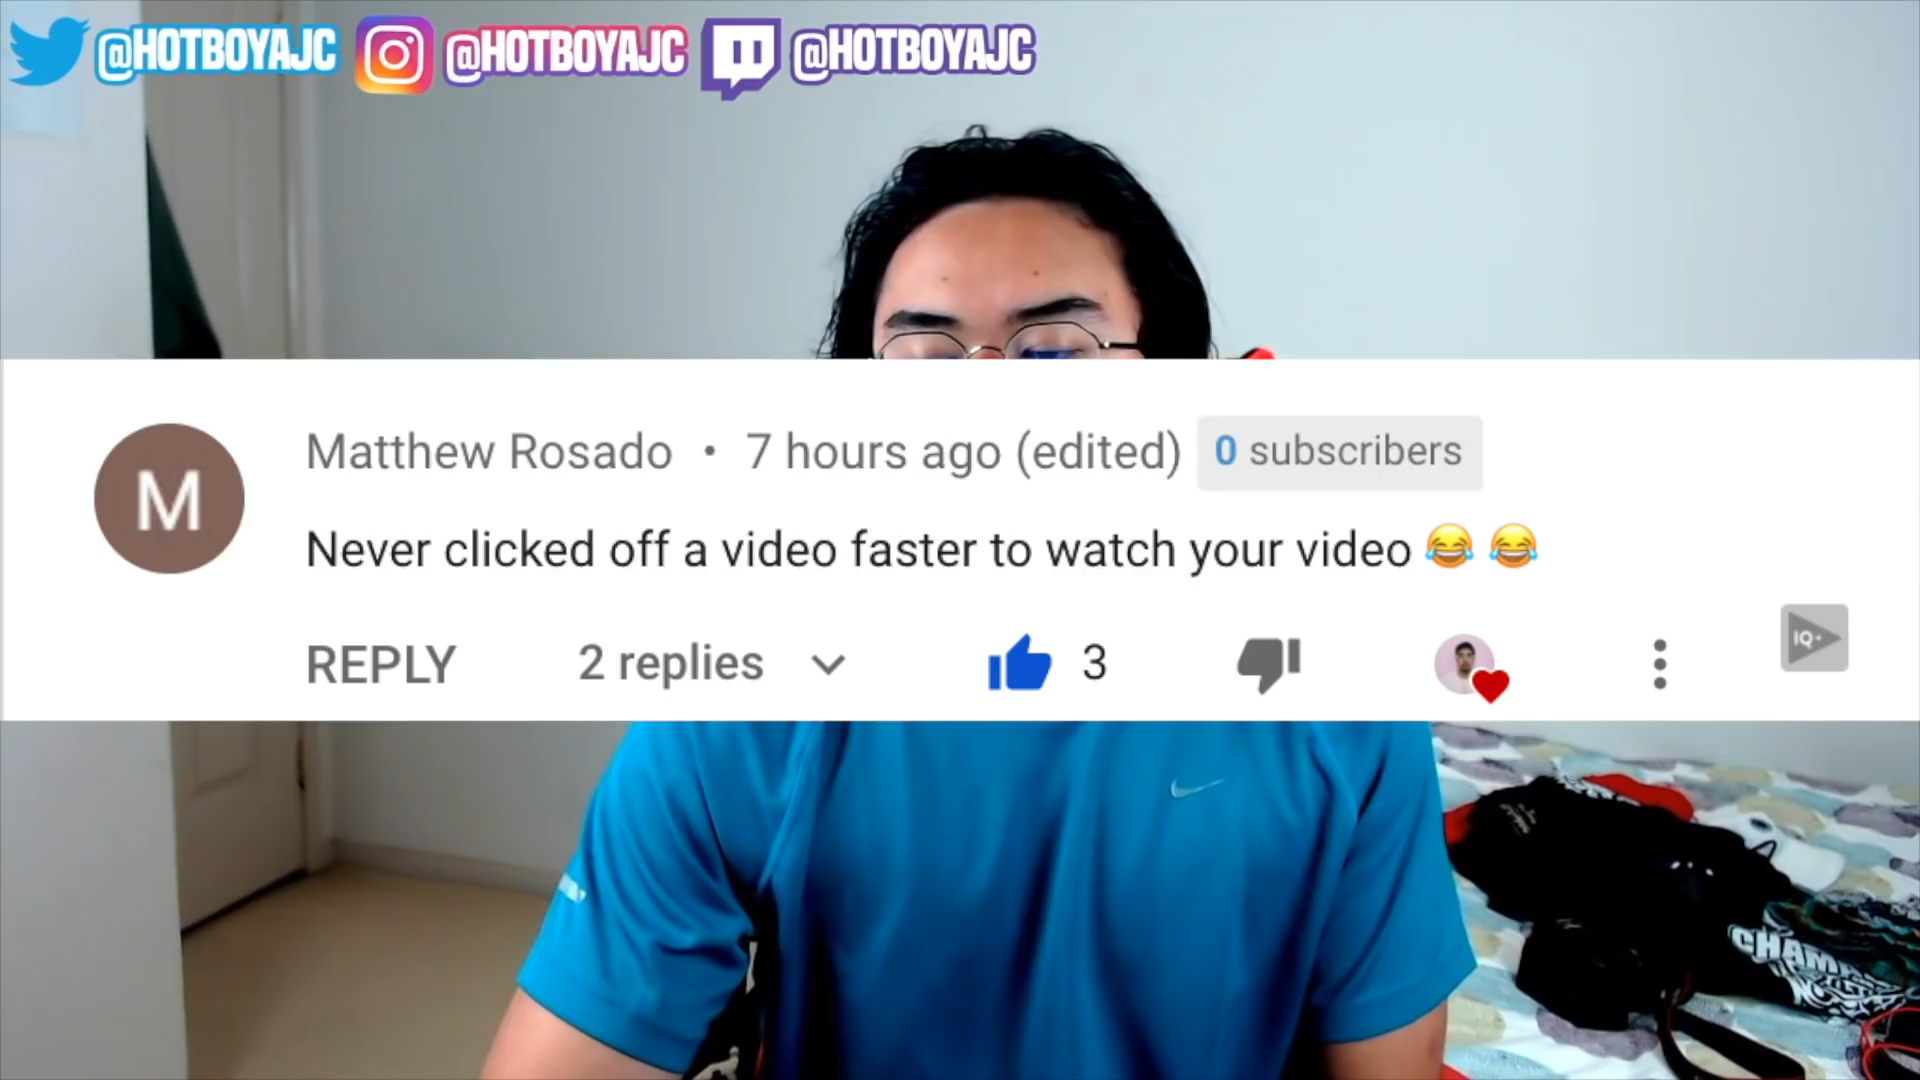 @HOTBOYAJC @HOTBOYAJC @HOTBOYAJC
Matthew Rosado • 7 hours ago (edited) 0 subscribers
M
Never clicked off a video faster to watch your video 😂 😂
REPLY 2 replies 3
IQ+